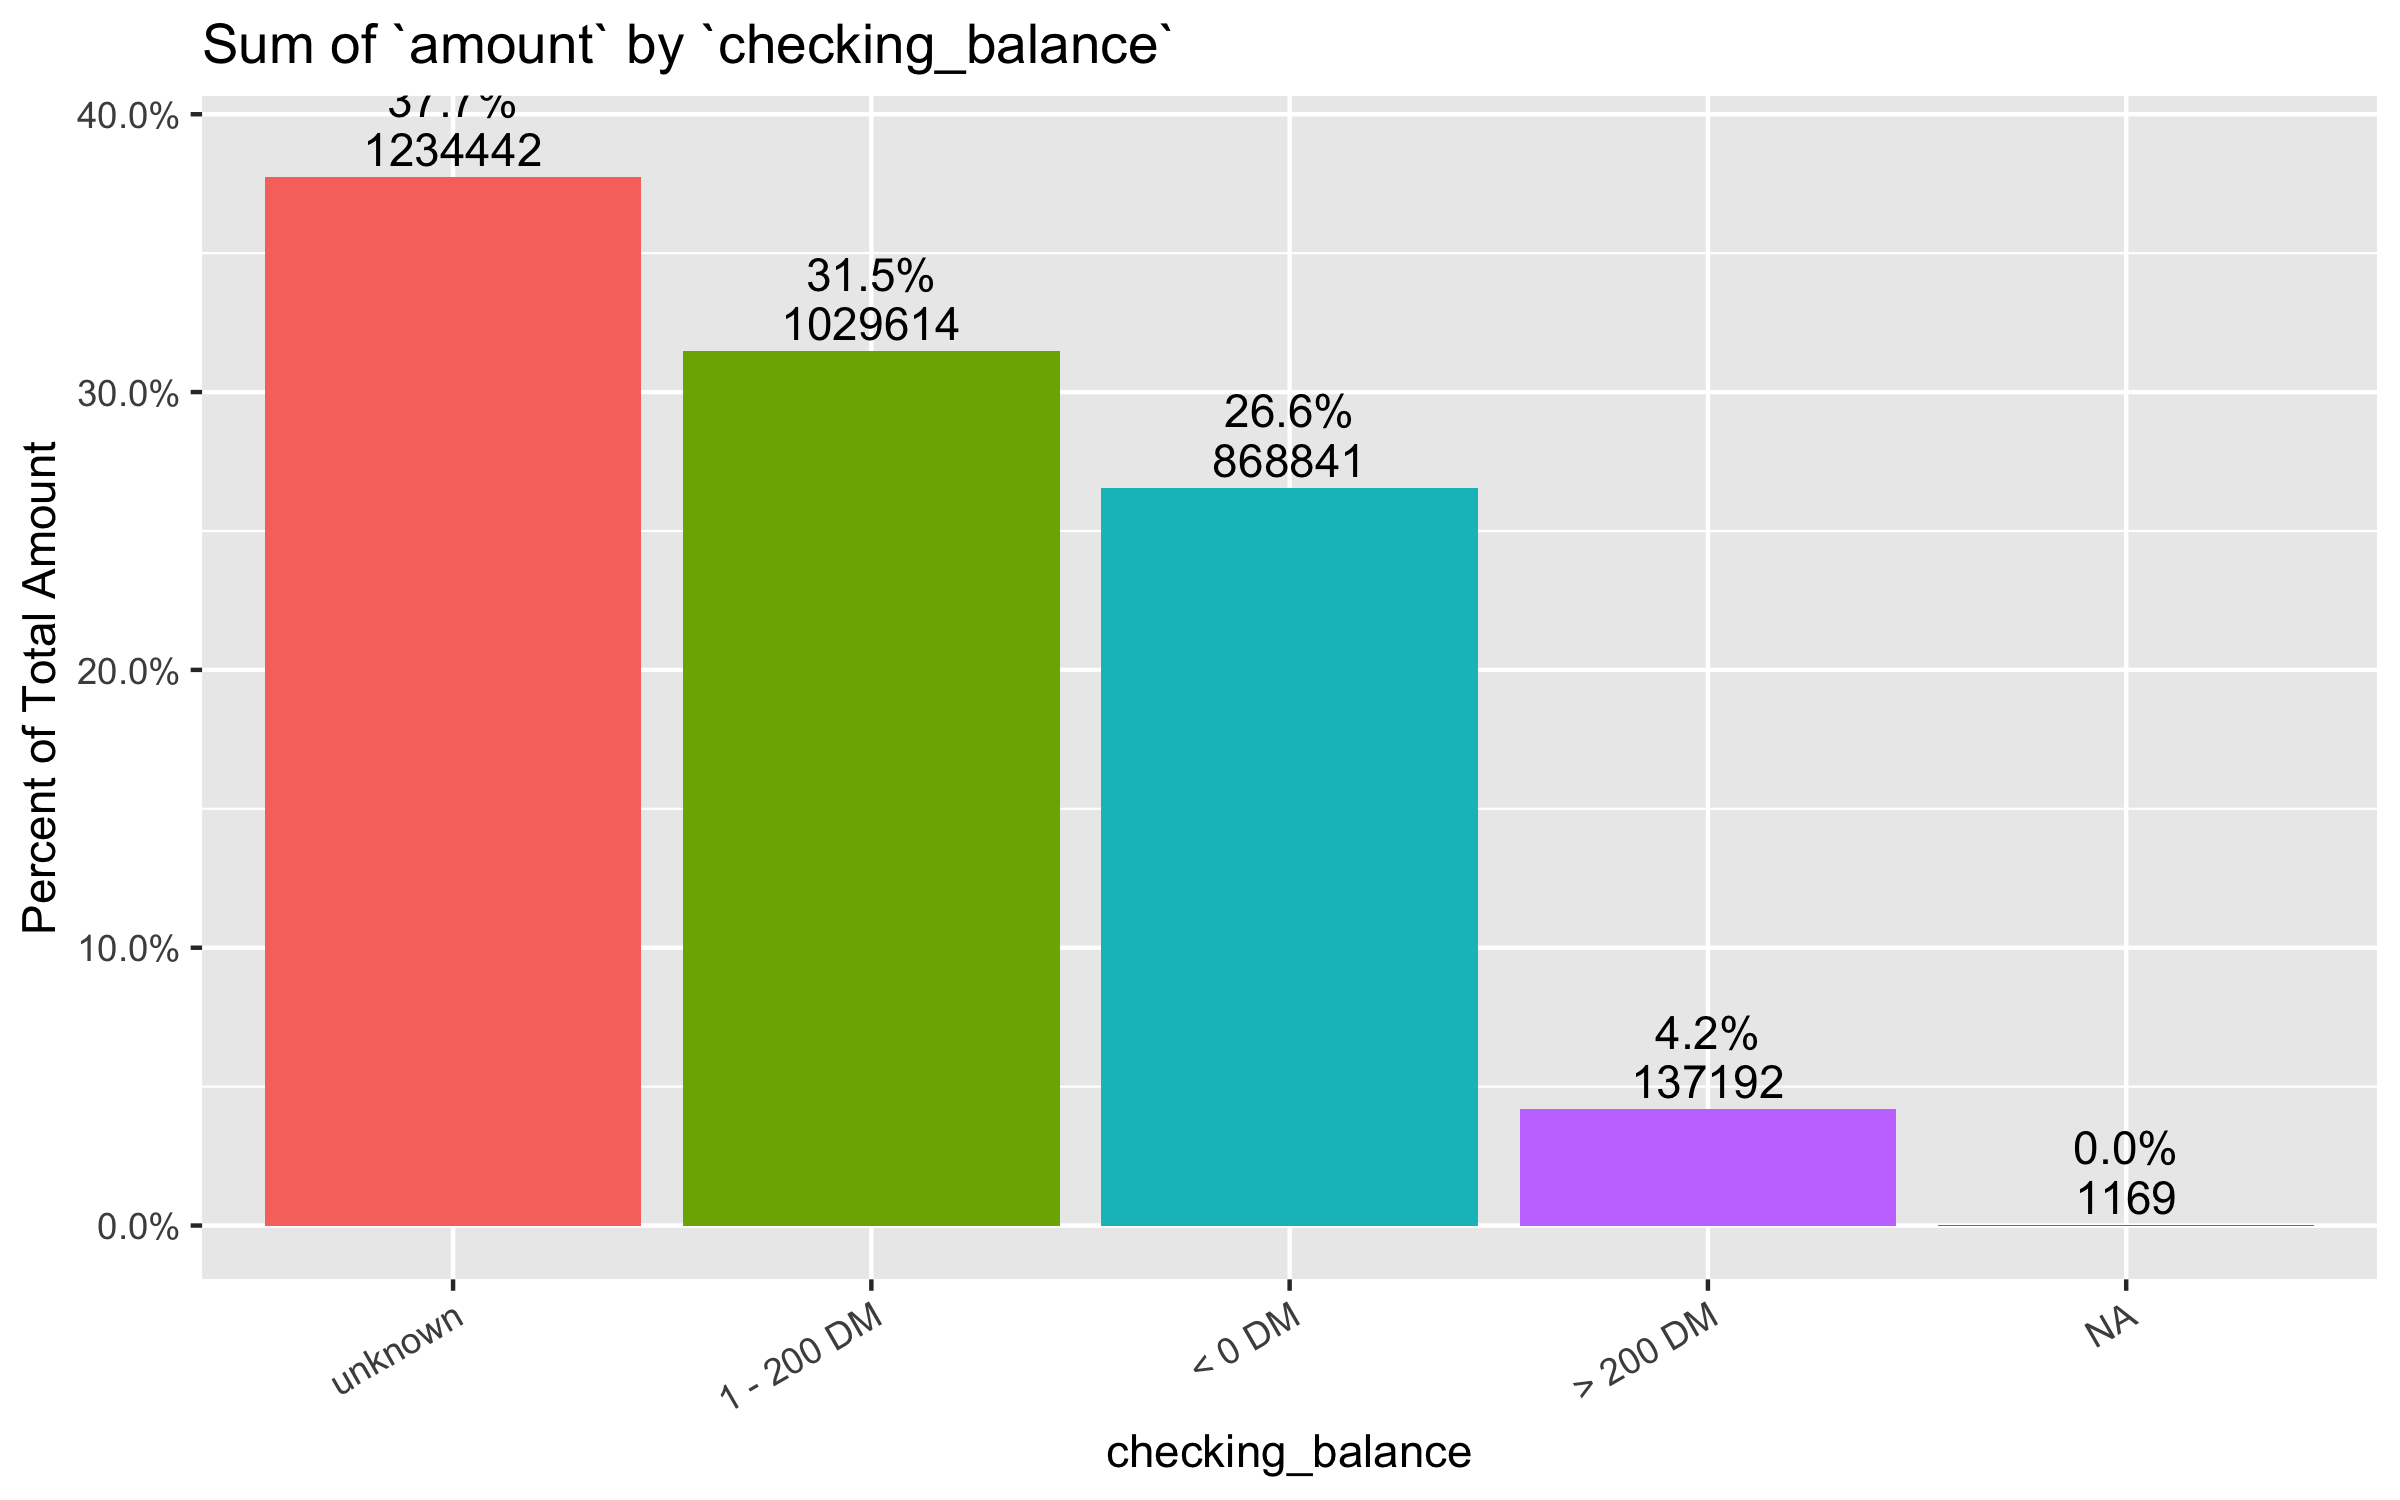 Sum of `amount` by `checking_balance`
Percent of Total Amount
40.0%
30.0%
20.0%
10.0%
0.0%
37.7%
1234442
31.5%
1029614
26.6%
868841
4.2%
137192
0.0%
1169
unknown
1 - 200 DM
< 0 DM
> 200 DM
NA
checking_balance